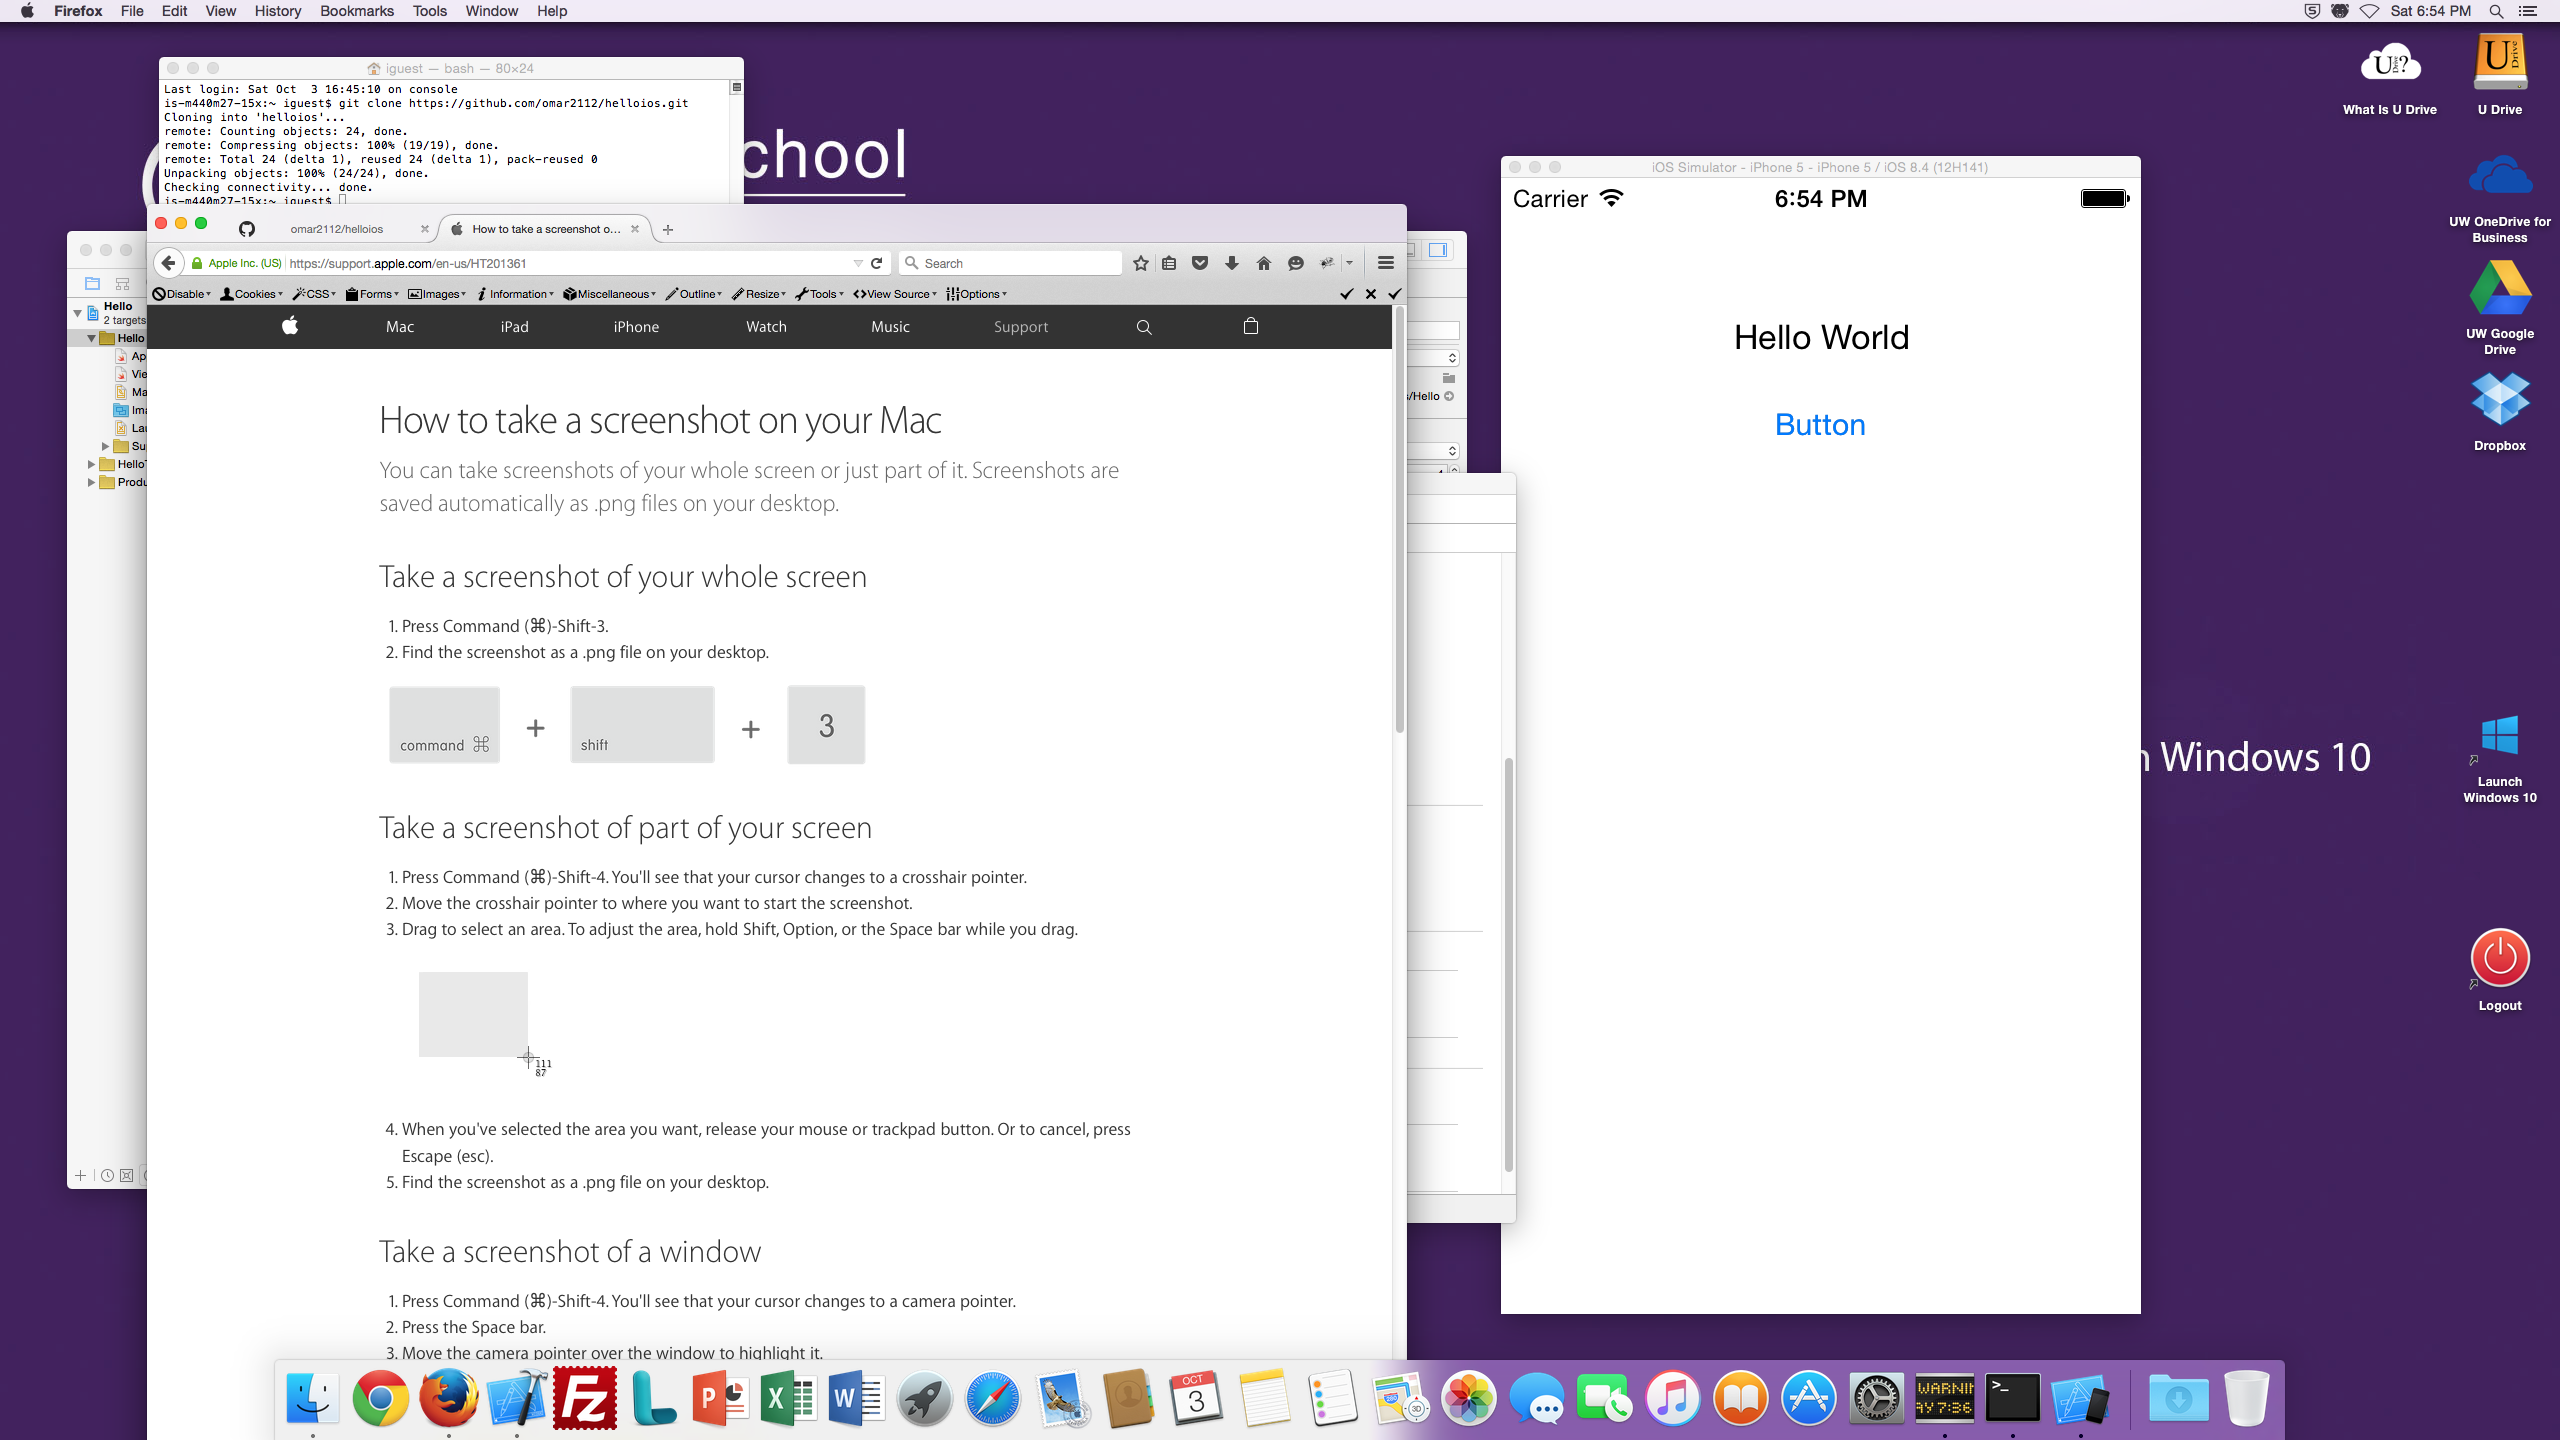 Firefox File Edit View History Bookmarks Tools Window Help
Sat 6:54 PM
iguest — bash — 80×24
Last login: Sat Oct  3 16:45:10 on console
is-m440m27-15x:~ iguest$ git clone https://github.com/omar2112/helloios.git
Cloning into 'helloios'...
remote: Counting objects: 24, done.
remote: Compressing objects: 100% (19/19), done.
remote: Total 24 (delta 1), reused 24 (delta 1), pack-reused 0
Unpacking objects: 100% (24/24), done.
Checking connectivity... done.
is-m440m27-15x:~ iguest$
chool
omar2112/helloios
How to take a screenshot o...
Apple Inc. (US) https://support.apple.com/en-us/HT201361
Search
Disable Cookies CSS Forms Images Information Miscellaneous Outline Resize Tools View Source Options
Mac iPad iPhone Watch Music Support
How to take a screenshot on your Mac
You can take screenshots of your whole screen or just part of it. Screenshots are
saved automatically as .png files on your desktop.
Take a screenshot of your whole screen
1. Press Command (⌘)-Shift-3.
2. Find the screenshot as a .png file on your desktop.
command ⌘ + shift + 3
Take a screenshot of part of your screen
1. Press Command (⌘)-Shift-4. You'll see that your cursor changes to a crosshair pointer.
2. Move the crosshair pointer to where you want to start the screenshot.
3. Drag to select an area. To adjust the area, hold Shift, Option, or the Space bar while you drag.
111
87
4. When you've selected the area you want, release your mouse or trackpad button. Or to cancel, press
Escape (esc).
5. Find the screenshot as a .png file on your desktop.
Take a screenshot of a window
1. Press Command (⌘)-Shift-4. You'll see that your cursor changes to a camera pointer.
2. Press the Space bar.
3. Move the camera pointer over the window to highlight it.
Hello
2 targets
Hello
Ap
Vie
Ma
Ima
Lau
Su
Hello
Produ
/Hello
iOS Simulator - iPhone 5 - iPhone 5 / iOS 8.4 (12H141)
Carrier
6:54 PM
Hello World
Button
n Windows 10
U Drive ?
What Is U Drive
U Drive
U Drive
UW OneDrive for
Business
UW Google
Drive
Dropbox
Launch
Windows 10
Logout
Fz
P
X
W
OCT
3
3D
WARNIN
AY 7:36
>_